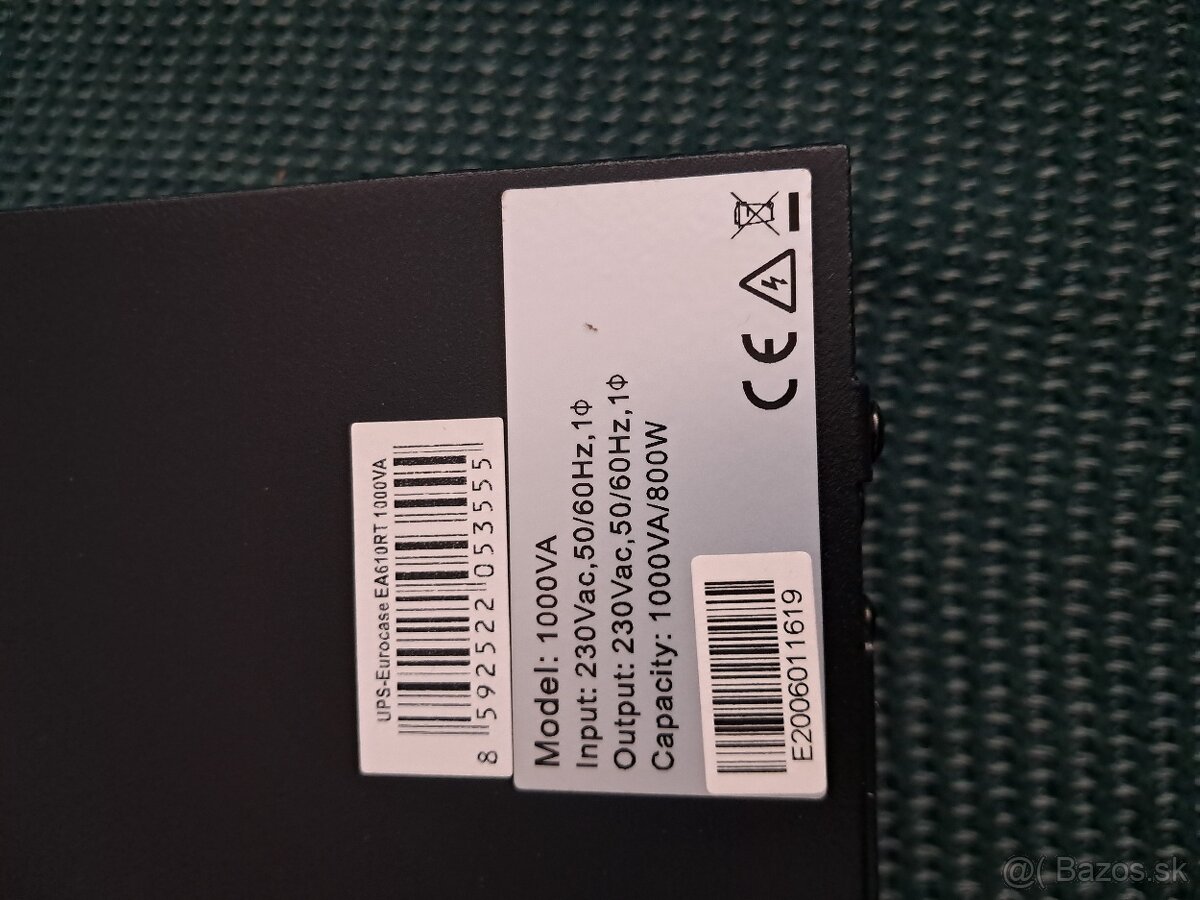 UPS-Eurocase EA610RT 1000VA
8 592522 053555
Model: 1000VA
Input: 230Vac,50/60Hz,1Φ
Output: 230Vac,50/60Hz,1Φ
Capacity: 1000VA/800W
CE
E2006011619
@( Bazos.sk